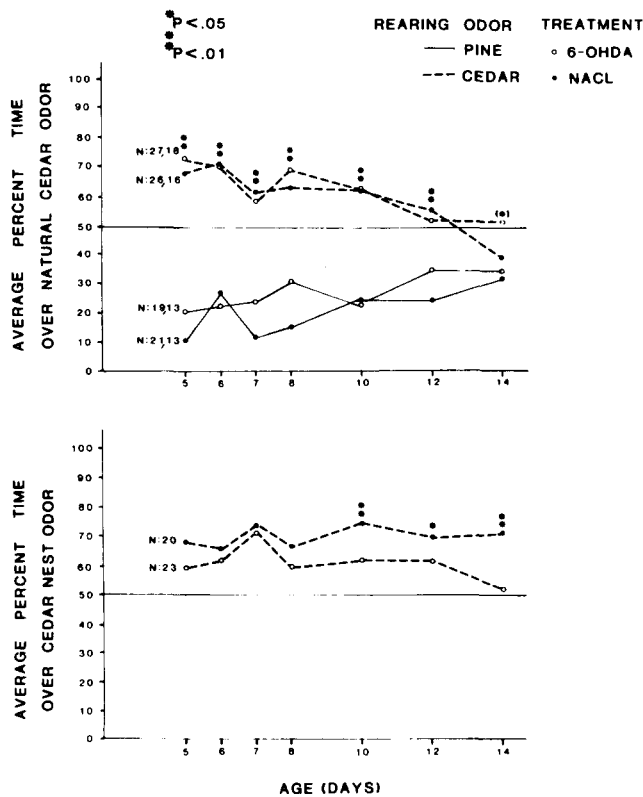 *P<.05
**P<.01
REARING ODOR TREATMENT
PINE 6-OHDA
CEDAR NACL
AVERAGE PERCENT TIME
OVER NATURAL CEDAR ODOR
100
90
80
70
60
50
40
30
20
10
0
N:27,18
N:26,16
N:19,13
N:21,13
(*)
5 6 7 8 10 12 14
AVERAGE PERCENT TIME
OVER CEDAR NEST ODOR
100
90
80
70
60
50
40
30
20
10
0
N:20
N:23
5 6 7 8 10 12 14
AGE (DAYS)